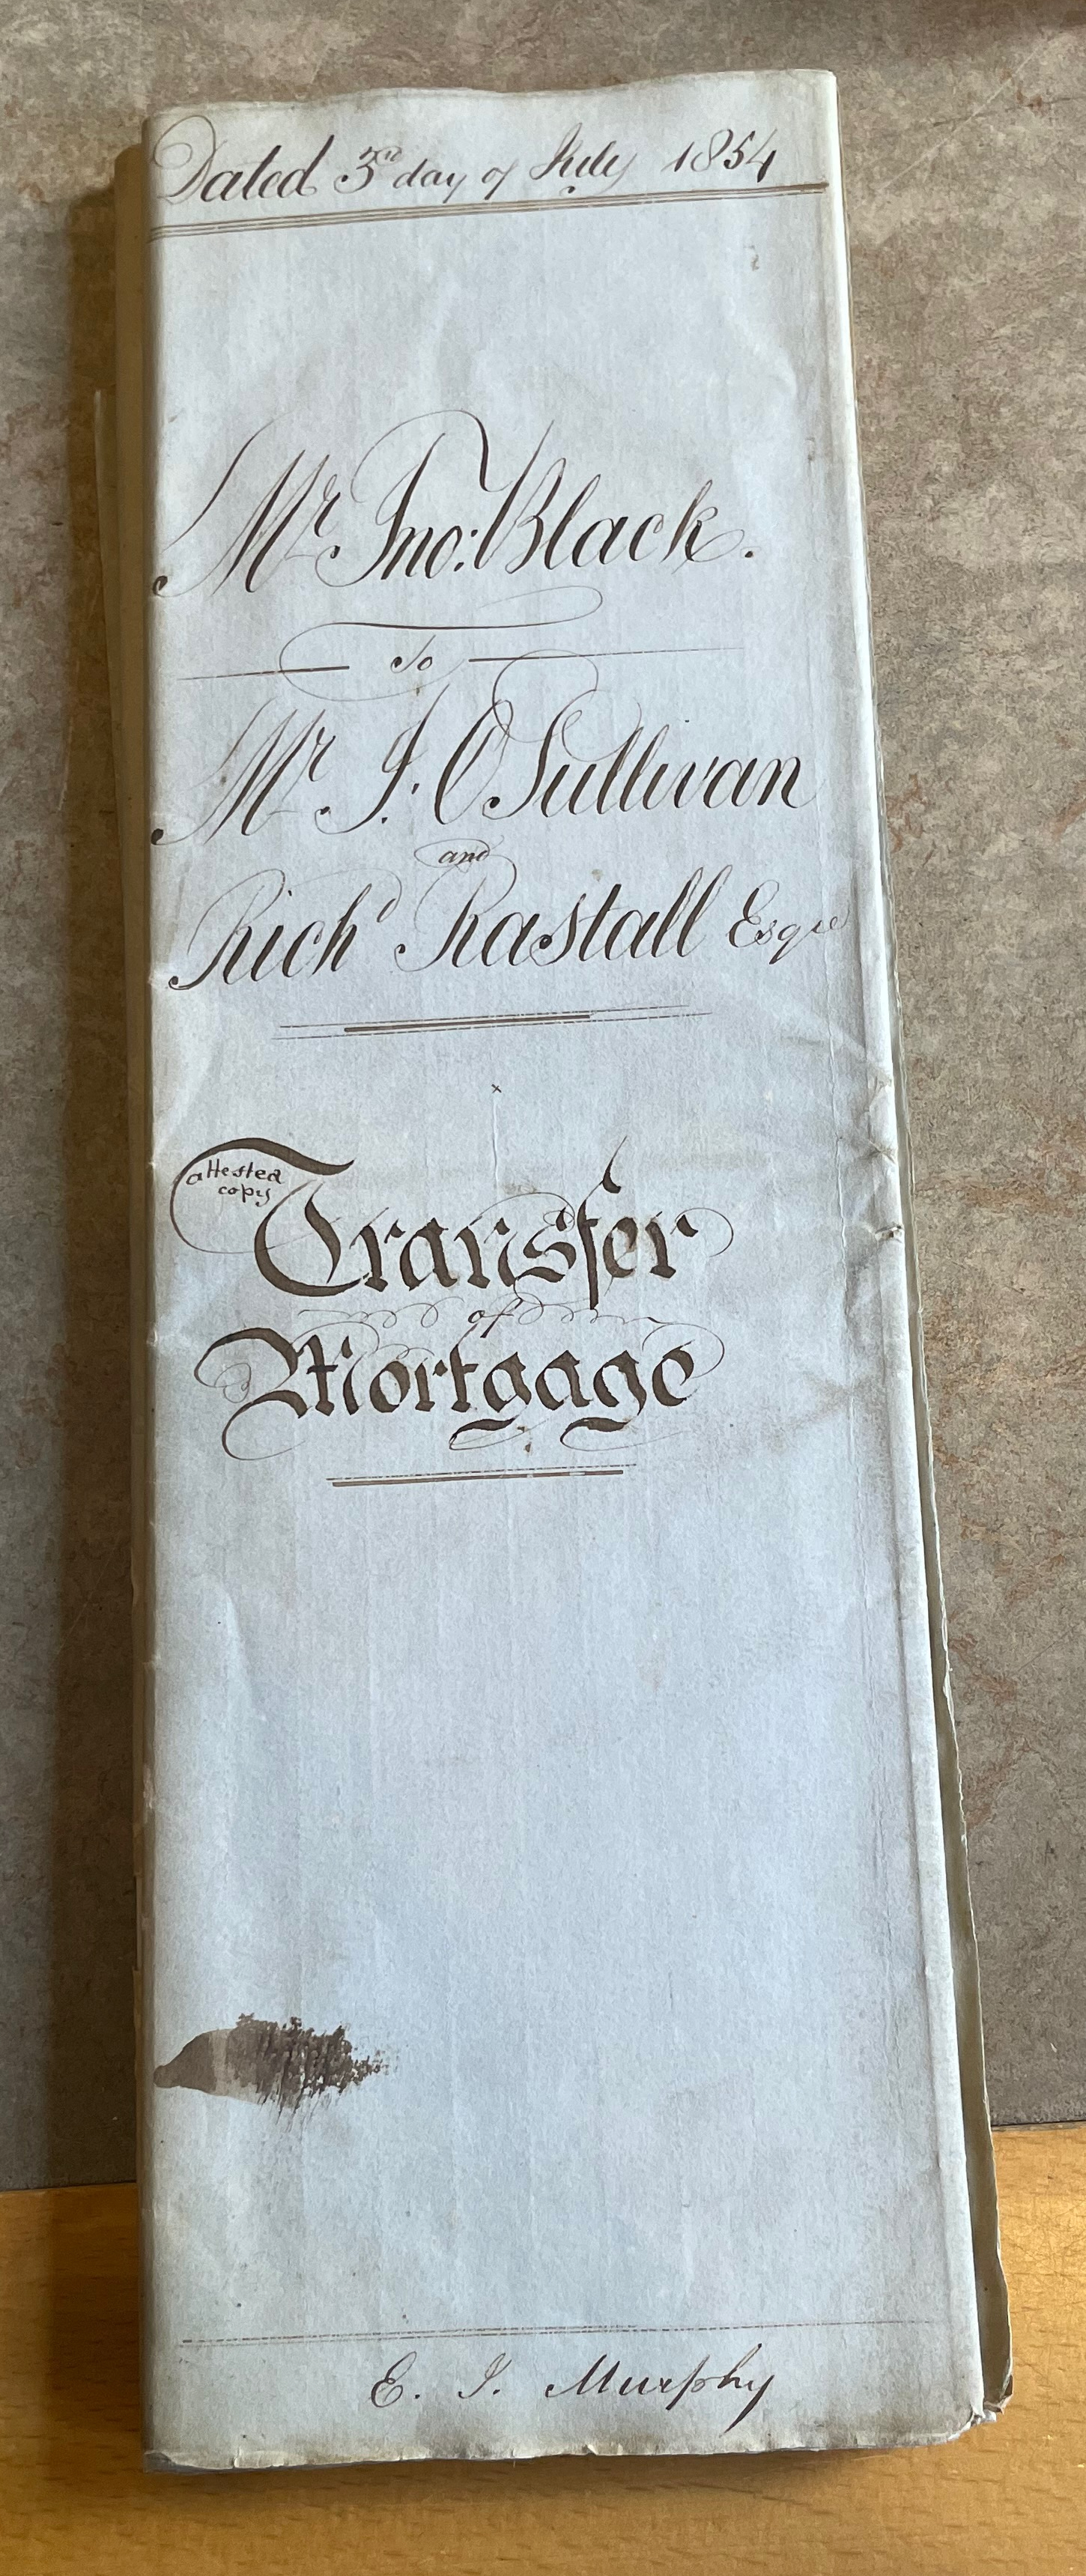 Dated 3rd day of July 1854
Mr Jno: Black.
To
Mr J. O'Sullivan
and
Richd Rastall Esqre
attested
copy
Transfer
of
Mortgage
E. J. Murphy